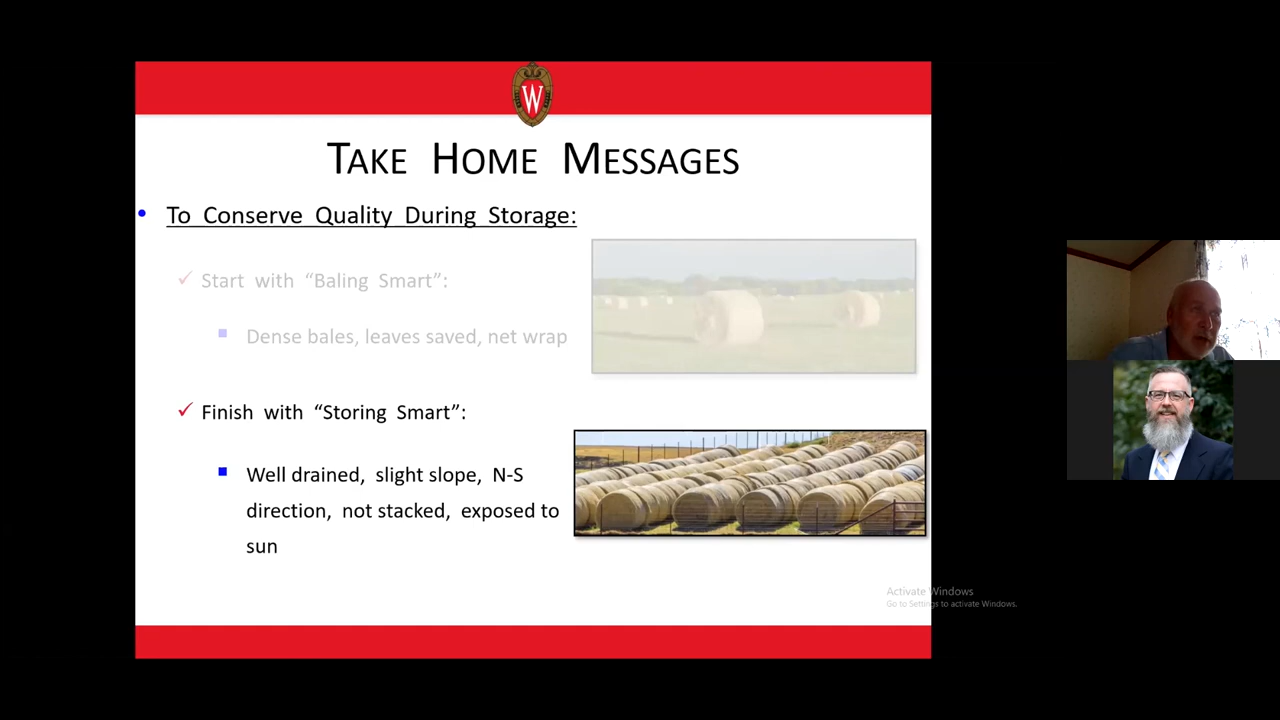 W
TAKE HOME MESSAGES
• To Conserve Quality During Storage:
✓ Start with “Baling Smart”:
▪ Dense bales, leaves saved, net wrap
✓ Finish with “Storing Smart”:
▪ Well drained, slight slope, N-S
direction, not stacked, exposed to
sun
Activate Windows
Go to Settings to activate Windows.